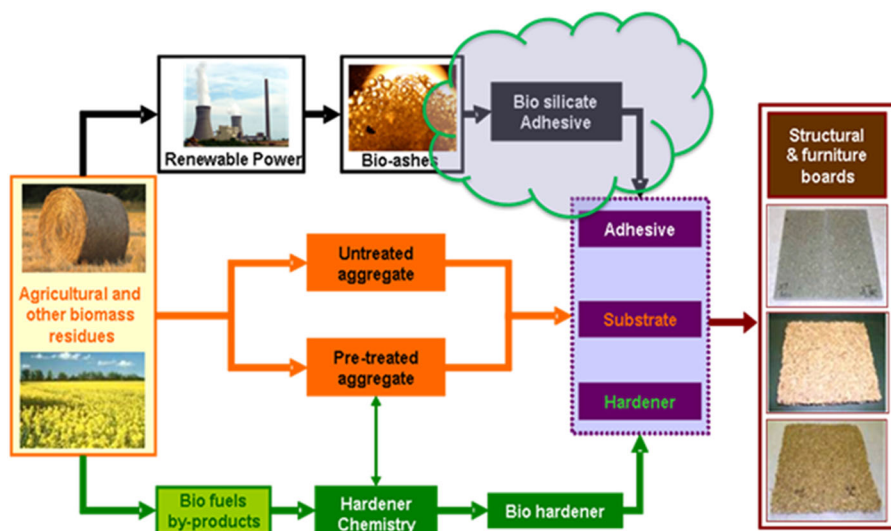 Bio silicate
Adhesive
Renewable Power
Bio-ashes
Structural
& furniture
boards
Adhesive
Untreated
aggregate
Agricultural and
other biomass
residues
Substrate
Pre-treated
aggregate
Hardener
Bio fuels
by-products
Hardener
Chemistry
Bio hardener